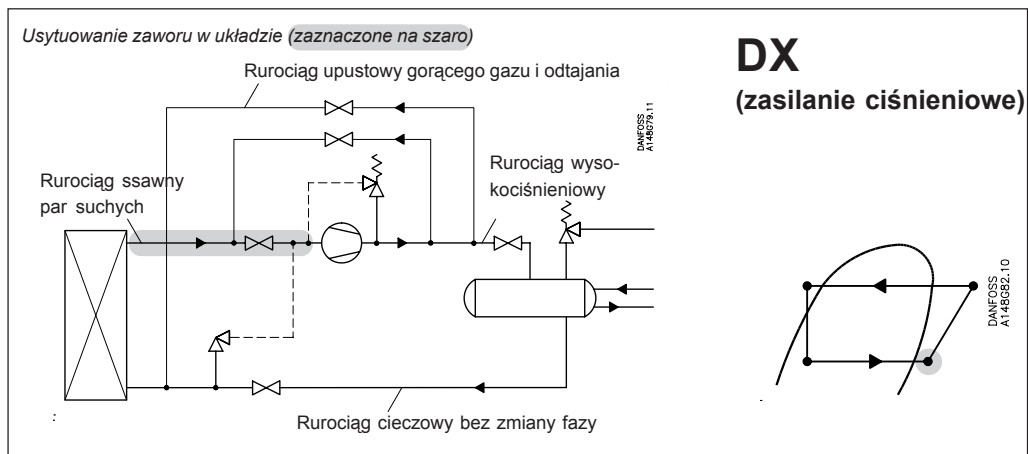 Usytuowanie zaworu w układzie (zaznaczone na szaro)
Rurociąg upustowy gorącego gazu i odtajania
DX
(zasilanie ciśnieniowe)
DANFOSS
A148G79.11
Rurociąg ssawny
par suchych
Rurociąg wyso-
kociśnieniowy
DANFOSS
A148G82.10
:
Rurociąg cieczowy bez zmiany fazy